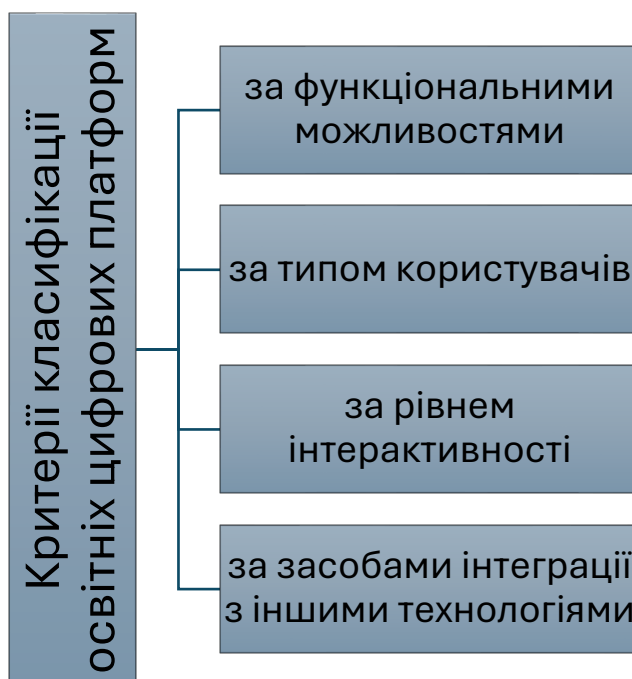 Критерії класифікації
освітніх цифрових платформ
за функціональними
можливостями
за типом користувачів
за рівнем
інтерактивності
за засобами інтеграції
з іншими технологіями